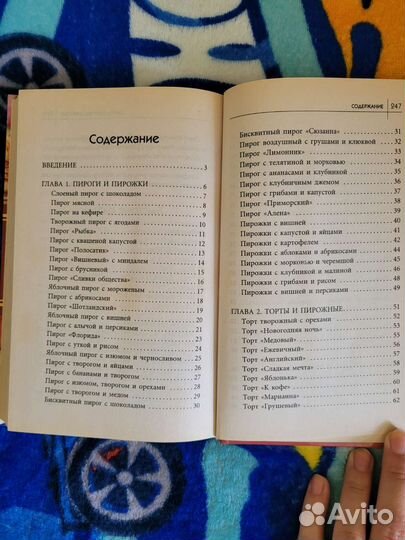 Содержание
ВВЕДЕНИЕ 3
ГЛАВА 1. ПИРОГИ И ПИРОЖКИ 6
Слоеный пирог с шоколадом 7
Пирог мясной 8
Пирог на кефире 9
Творожный пирог с ягодами 10
Пирог «Рыбка» 11
Пирог с квашеной капустой 12
Пирог «Полосатик» 13
Пирог «Вишневый» с миндалем 14
Пирог с брусникой 15
Пирог «Сливки общества» 16
Яблочный пирог с мороженым 17
Пирог с абрикосами 18
Пирог «Шотландский» 19
Яблочный пирог с вишней 20
Пирог с алычой и персиками 21
Пирог «Флорида» 22
Пирог с уткой и рисом 23
Яблочный пирог с изюмом и черносливом 24
Пирог с творогом и яйцами 25
Пирог с бананами и творогом 26
Пирог с изюмом, творогом и орехами 28
Пирог с творогом и медом 29
Бисквитный пирог с шоколадом 30
СОДЕРЖАНИЕ 247
Бисквитный пирог «Сюзанна» 31
Пирог воздушный с грушами и клюквой 32
Пирог «Лимонник» 33
Пирог с телятиной и морковью 34
Пирог с ананасами и клубникой 35
Пирог с клубничным джемом 36
Пирог с грибами и капустой 37
Пирог «Приморский» 38
Пирог «Алена» 39
Пирожки с вишней 40
Пирожки с капустой и яйцами 41
Пирожки с картофелем 42
Пирожки с яблоками и абрикосами 44
Пирожки с морковью и черемшой 46
Пирожки с клубникой и малиной 47
Пирожки с грибами и рисом 48
Пирожки с вишней и персиками 50
ГЛАВА 2. ТОРТЫ И ПИРОЖНЫЕ 51
Торт творожный с орехами 52
Торт «Новогодняя ночь» 54
Торт «Медовый» 55
Торт «Ежевичный» 56
Торт «Английский» 57
Торт «Сладкая мечта» 58
Торт «Яблонька» 59
Торт «К кофе» 60
Торт «Марианна» 61
Торт «Грушевый» 62
Avito